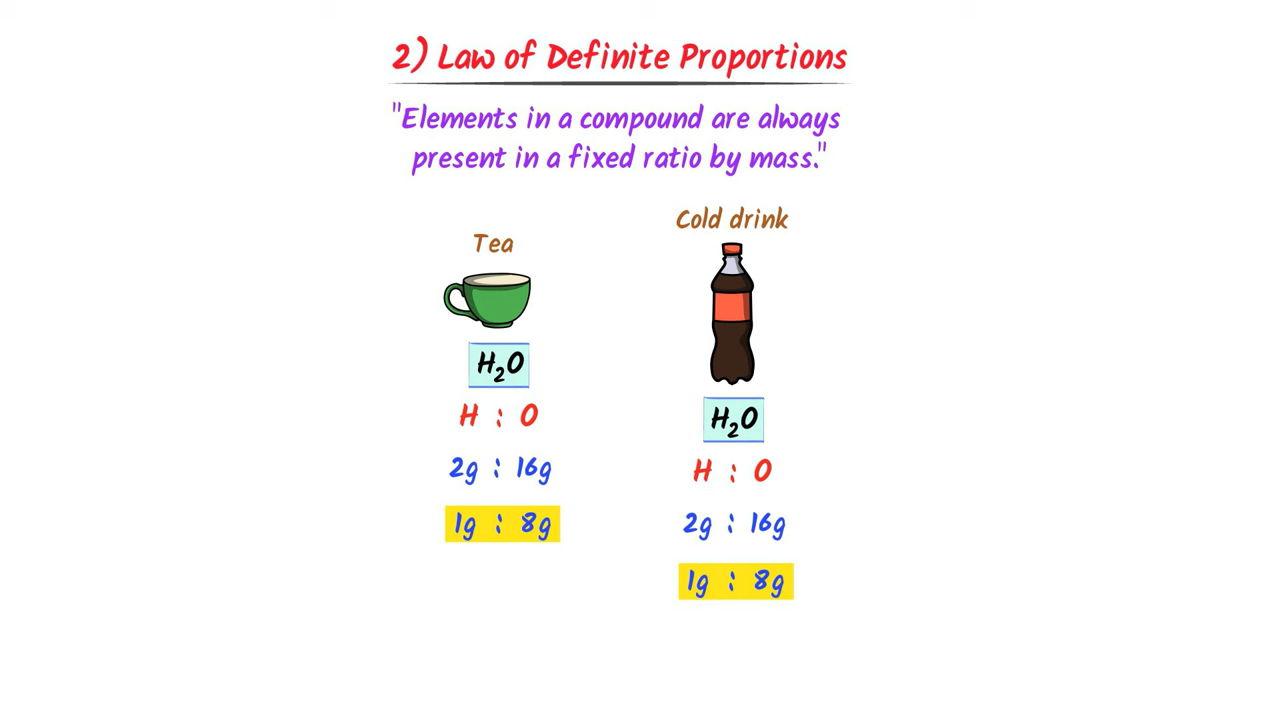 2) Law of Definite Proportions
"Elements in a compound are always
present in a fixed ratio by mass."
Tea
H₂O
H : O
2g : 16g
1g : 8g
Cold drink
H₂O
H : O
2g : 16g
1g : 8g